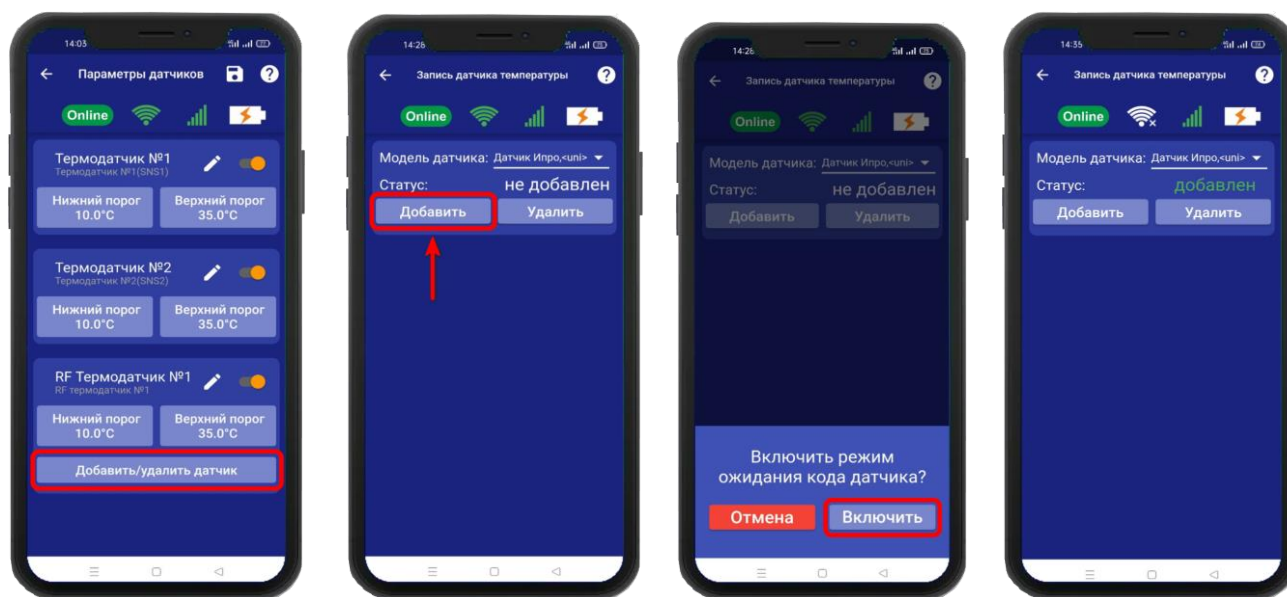 14:03
Параметры датчиков
Online
Термодатчик №1
Термодатчик №1(SNS1)
Нижний порог
10.0°C
Верхний порог
35.0°C
Термодатчик №2
Термодатчик №2(SNS2)
Нижний порог
10.0°C
Верхний порог
35.0°C
RF Термодатчик №1
RF термодатчик №1
Нижний порог
10.0°C
Верхний порог
35.0°C
Добавить/удалить датчик
14:28
Запись датчика температуры
Online
Модель датчика: Датчик Ипро,<uni>
Статус: не добавлен
Добавить Удалить
14:28
Запись датчика температуры
Online
Модель датчика: Датчик Ипро,<uni>
Статус: не добавлен
Добавить Удалить
Включить режим
ожидания кода датчика?
Отмена Включить
14:35
Запись датчика температуры
Online
Модель датчика: Датчик Ипро,<uni>
Статус: добавлен
Добавить Удалить